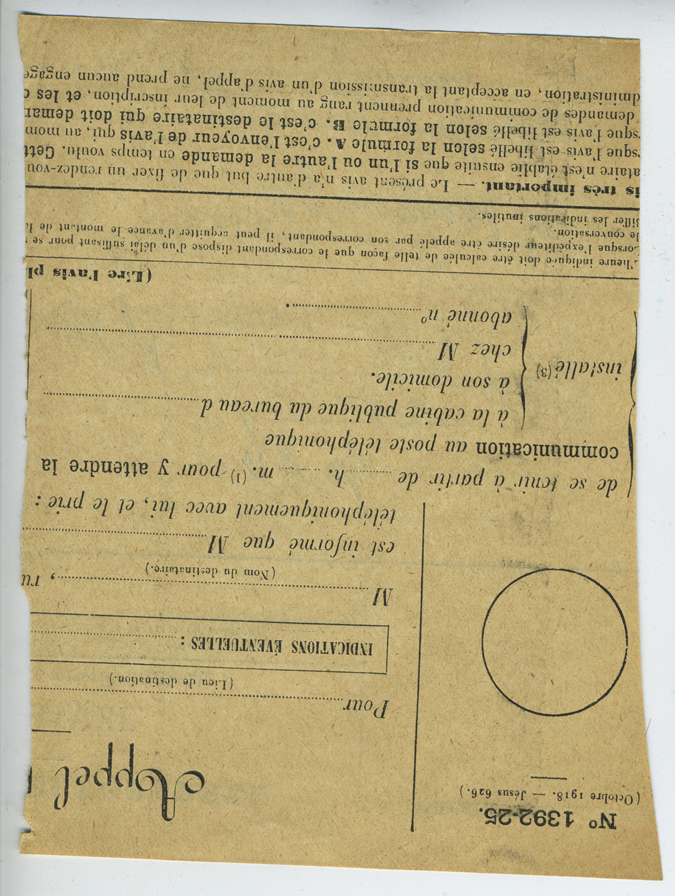 N° 1392-25.
(Octobre 1918. — Jésus 626.)
Appel
Pour
(Lieu de destination.)
INDICATIONS ÉVENTUELLES :
M , ru
(Nom du destinataire.)
est informé que M
téléphoniquement avec lui, et le prie :
de se tenir à partir de h. m. (1) pour y attendre la
communication au poste téléphonique
installé (3)
à la cabine publique du bureau d
à son domicile.
chez M
abonné n° .
(Lire l'avis pl
L'heure indiquée doit être calculée de telle façon que le correspondant dispose d'un délai suffisant pour se
Lorsque l'expéditeur désire être appelé par son correspondant, il peut acquitter d'avance le montant de la
le conversation.
Biffer les indications inutiles.
is très important. — Le présent avis n'a d'autre but que de fixer un rendez-vou
ataire n'est établie ensuite que si l'un ou l'autre la demande en temps voulu. Cett
sque l'avis est libellé selon la formule A. c'est l'envoyeur de l'avis qui, au mom
sque l'avis est libellé selon la formule B. c'est le destinataire qui doit deman
demandes de communication prennent rang au moment de leur inscription, et les c
dministration, en acceptant la transmission d'un avis d'appel, ne prend aucun engage